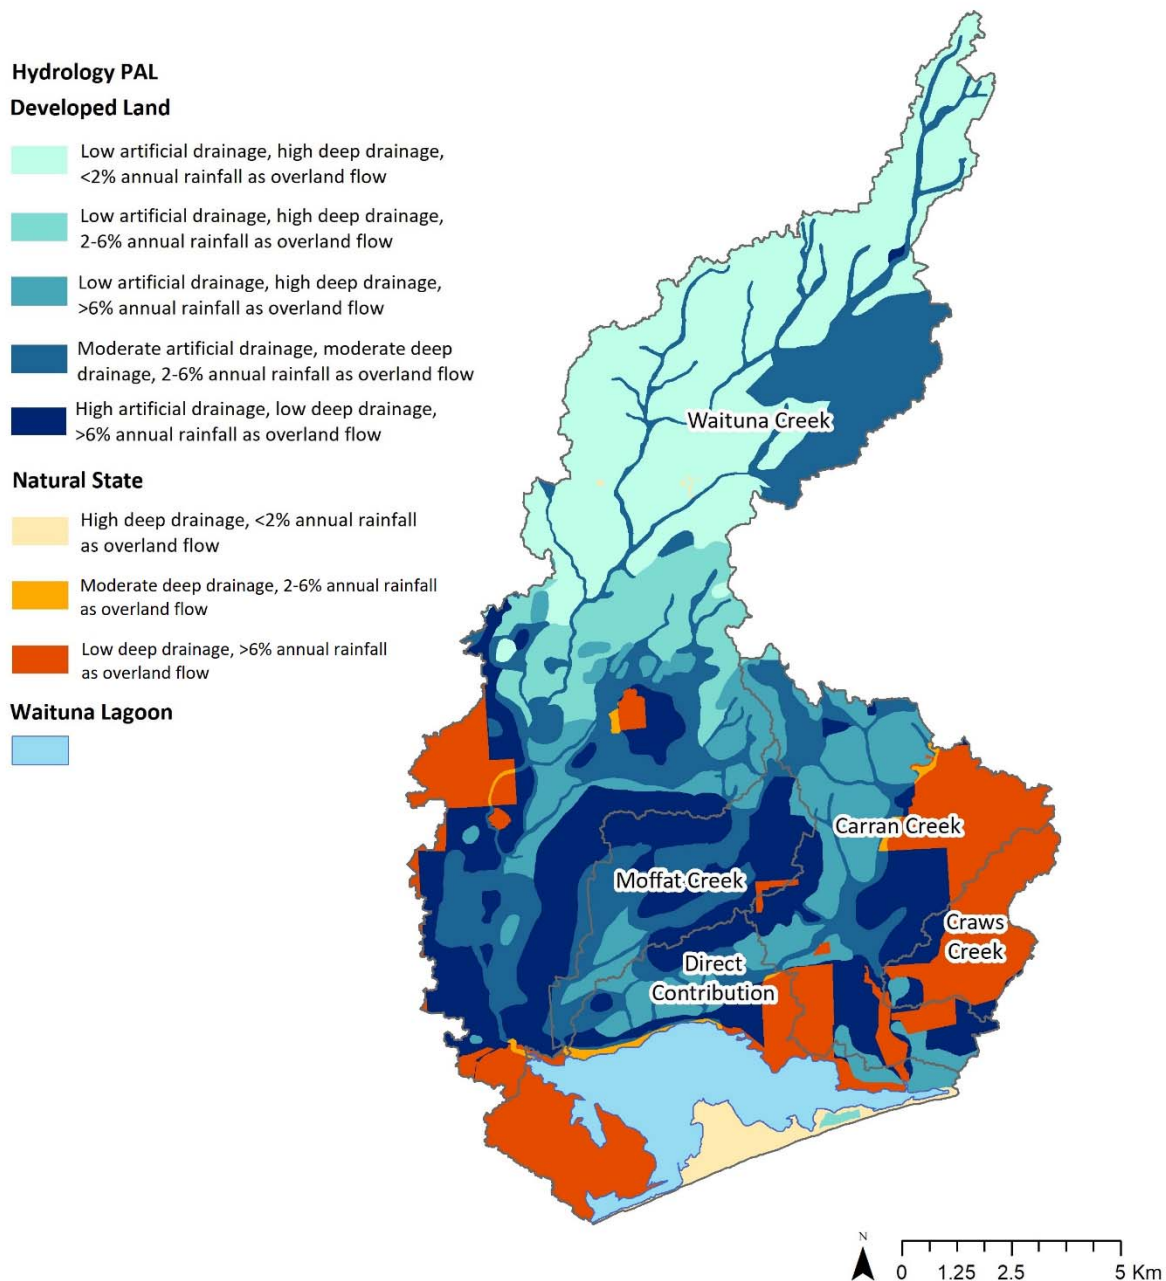 Hydrology PAL
Developed Land
Low artificial drainage, high deep drainage,
<2% annual rainfall as overland flow
Low artificial drainage, high deep drainage,
2-6% annual rainfall as overland flow
Low artificial drainage, high deep drainage,
>6% annual rainfall as overland flow
Moderate artificial drainage, moderate deep
drainage, 2-6% annual rainfall as overland flow
High artificial drainage, low deep drainage,
>6% annual rainfall as overland flow
Natural State
High deep drainage, <2% annual rainfall
as overland flow
Moderate deep drainage, 2-6% annual rainfall
as overland flow
Low deep drainage, >6% annual rainfall
as overland flow
Waituna Lagoon
Waituna Creek
Carran Creek
Moffat Creek
Craws
Creek
Direct
Contribution
N
0 1.25 2.5 5 Km